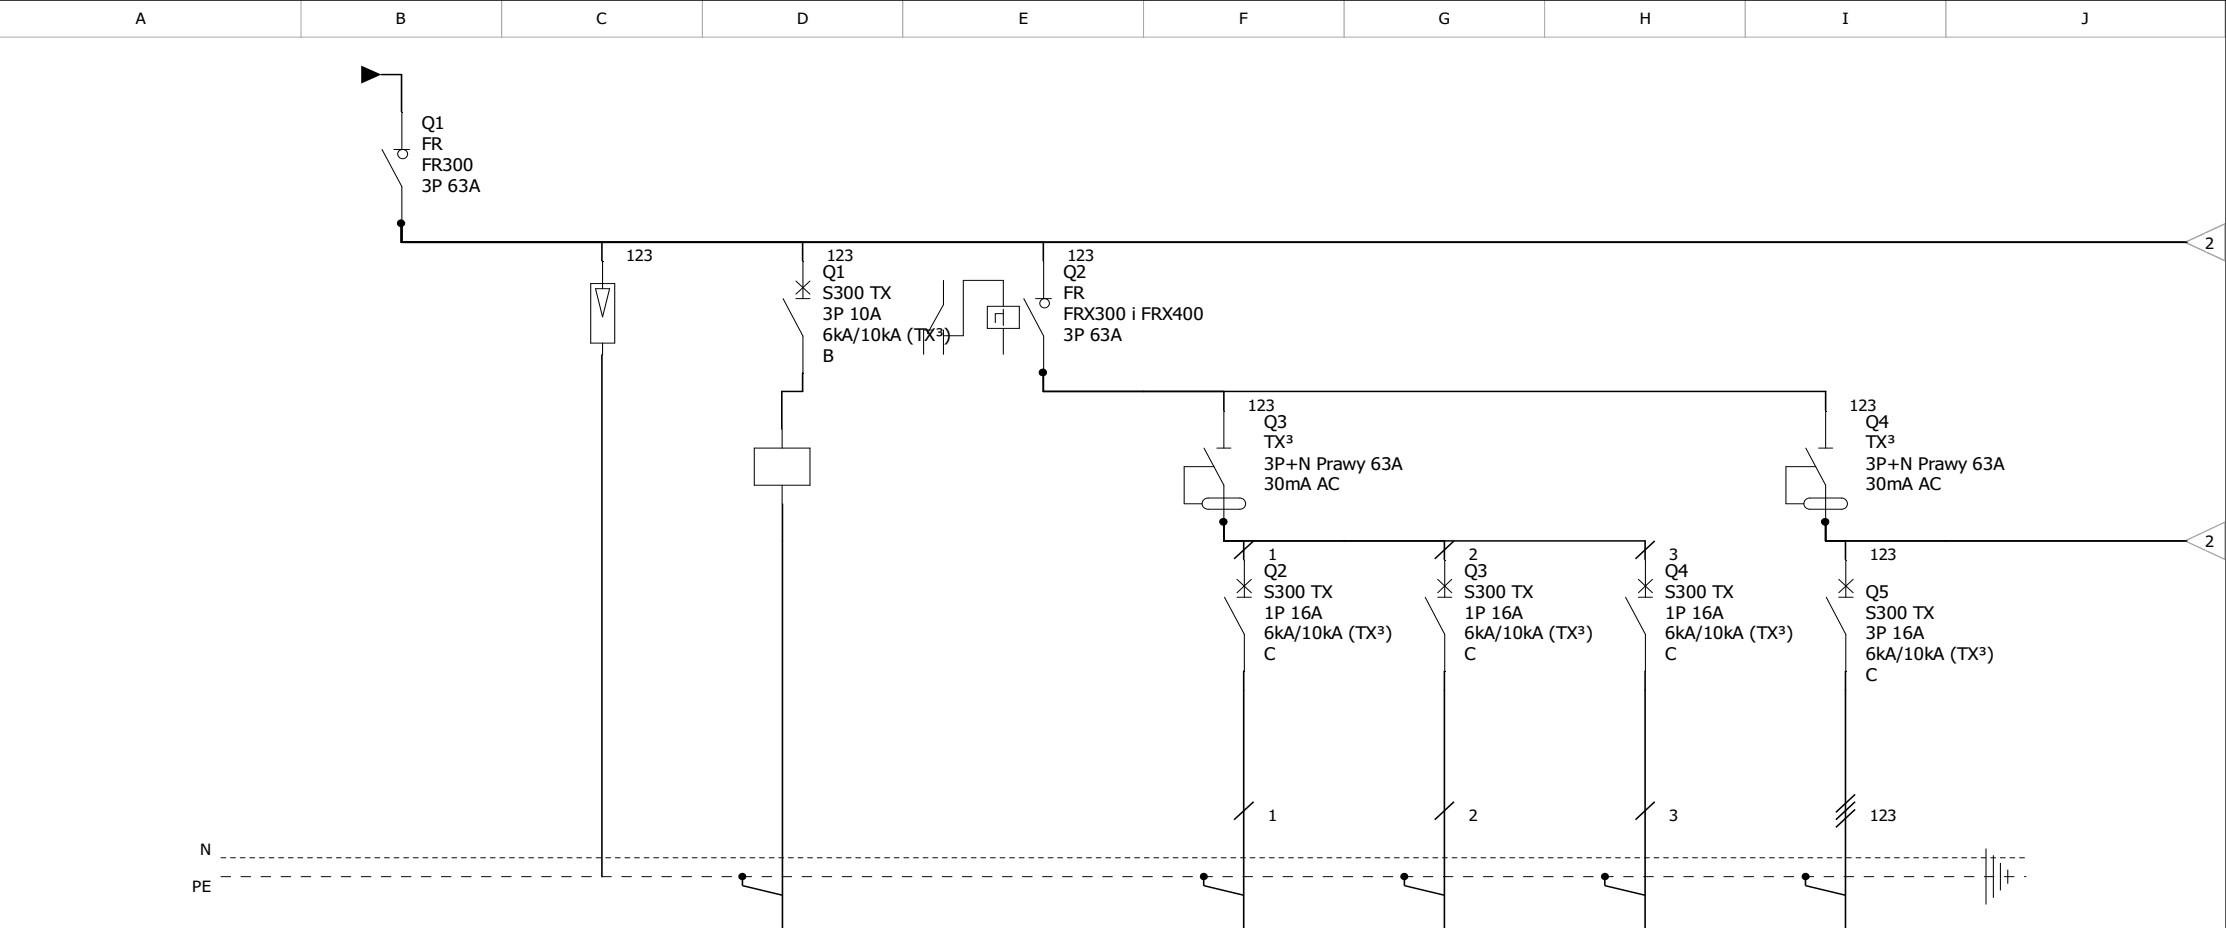 A
B
C
D
E
F
G
H
I
J
Q1
FR
FR300
3P 63A
2
123
123
Q1
S300 TX
3P 10A
6kA/10kA (TX³)
B
123
Q2
FR
FRX300 i FRX400
3P 63A
123
Q3
TX³
3P+N Prawy 63A
30mA AC
123
Q4
TX³
3P+N Prawy 63A
30mA AC
2
1
Q2
S300 TX
1P 16A
6kA/10kA (TX³)
C
2
Q3
S300 TX
1P 16A
6kA/10kA (TX³)
C
3
Q4
S300 TX
1P 16A
6kA/10kA (TX³)
C
123
Q5
S300 TX
3P 16A
6kA/10kA (TX³)
C
1
2
3
123
N
PE